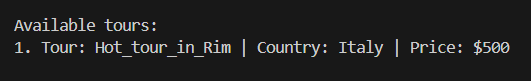 Available tours:
1. Tour: Hot_tour_in_Rim | Country: Italy | Price: $500